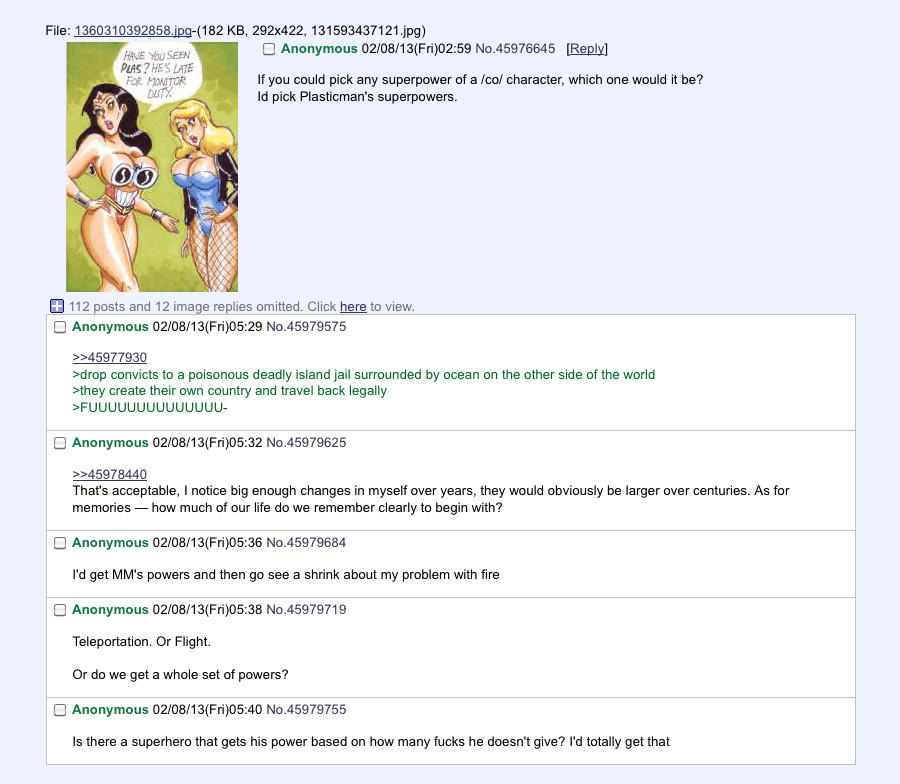 File: 1360310392858.jpg-(182 KB, 292x422, 131593437121.jpg)
HAVE YOU SEEN
PLAS? HE'S LATE
FOR MONITOR
DUTY.
Anonymous 02/08/13(Fri)02:59 No.45976645 [Reply]
If you could pick any superpower of a /co/ character, which one would it be?
Id pick Plasticman's superpowers.
112 posts and 12 image replies omitted. Click here to view.
Anonymous 02/08/13(Fri)05:29 No.45979575
>>45977930
>drop convicts to a poisonous deadly island jail surrounded by ocean on the other side of the world
>they create their own country and travel back legally
>FUUUUUUUUUUUUUU-
Anonymous 02/08/13(Fri)05:32 No.45979625
>>45978440
That's acceptable, I notice big enough changes in myself over years, they would obviously be larger over centuries. As for
memories — how much of our life do we remember clearly to begin with?
Anonymous 02/08/13(Fri)05:36 No.45979684
I'd get MM's powers and then go see a shrink about my problem with fire
Anonymous 02/08/13(Fri)05:38 No.45979719
Teleportation. Or Flight.
Or do we get a whole set of powers?
Anonymous 02/08/13(Fri)05:40 No.45979755
Is there a superhero that gets his power based on how many fucks he doesn't give? I'd totally get that